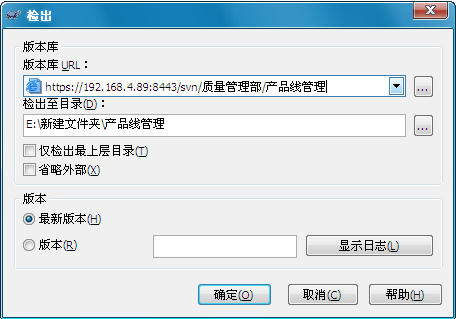 检出
版本库
版本库 URL：
https://192.168.4.89:8443/svn/质量管理部/产品线管理
...
检出至目录(D)：
E:\新建文件夹\产品线管理
...
仅检出最上层目录(T)
省略外部(X)
版本
最新版本(H)
版本(R)
显示日志(L)
确定(O) 取消(C) 帮助(H)